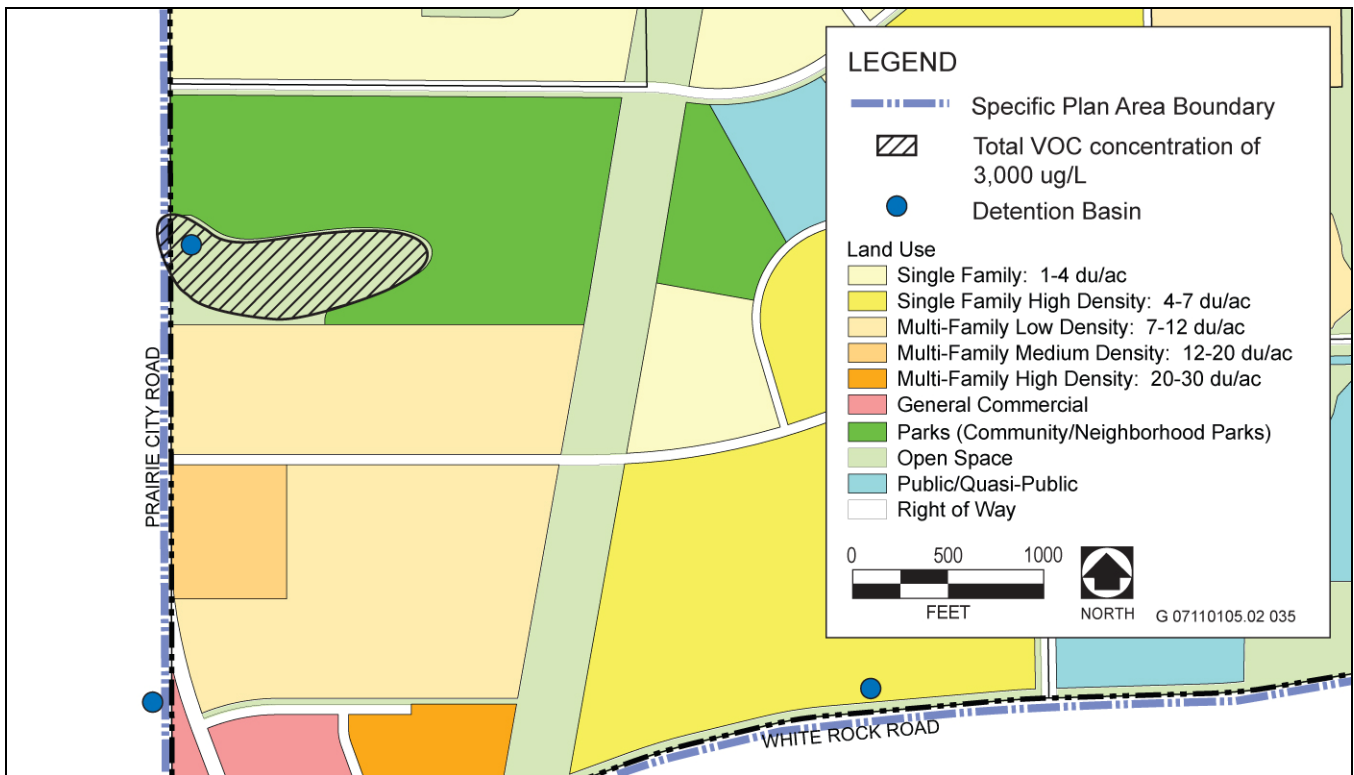 LEGEND
Specific Plan Area Boundary
Total VOC concentration of
3,000 ug/L
Detention Basin
Land Use
Single Family: 1-4 du/ac
Single Family High Density: 4-7 du/ac
Multi-Family Low Density: 7-12 du/ac
Multi-Family Medium Density: 12-20 du/ac
Multi-Family High Density: 20-30 du/ac
General Commercial
Parks (Community/Neighborhood Parks)
Open Space
Public/Quasi-Public
Right of Way
0 500 1000
FEET
NORTH
G 07110105.02 035
PRAIRIE CITY ROAD
WHITE ROCK ROAD